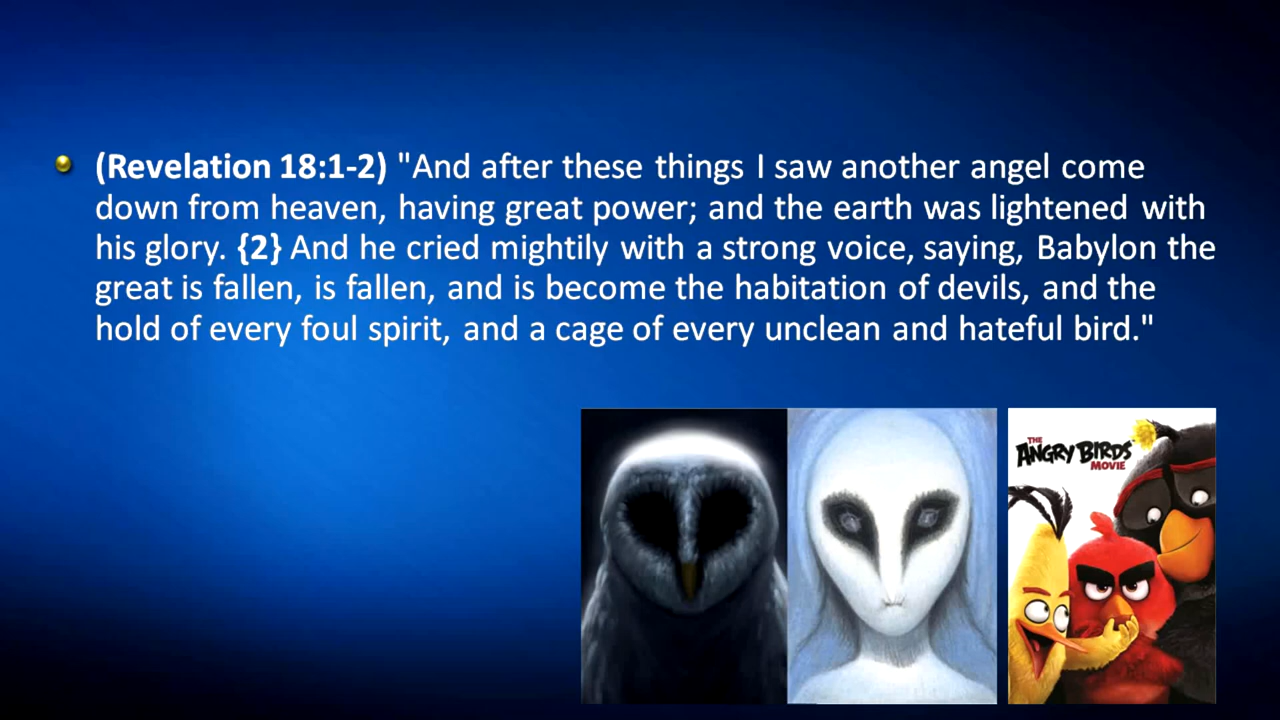 (Revelation 18:1-2) "And after these things I saw another angel come
down from heaven, having great power; and the earth was lightened with
his glory. {2} And he cried mightily with a strong voice, saying, Babylon the
great is fallen, is fallen, and is become the habitation of devils, and the
hold of every foul spirit, and a cage of every unclean and hateful bird."
THE
ANGRY BIRDS
MOVIE